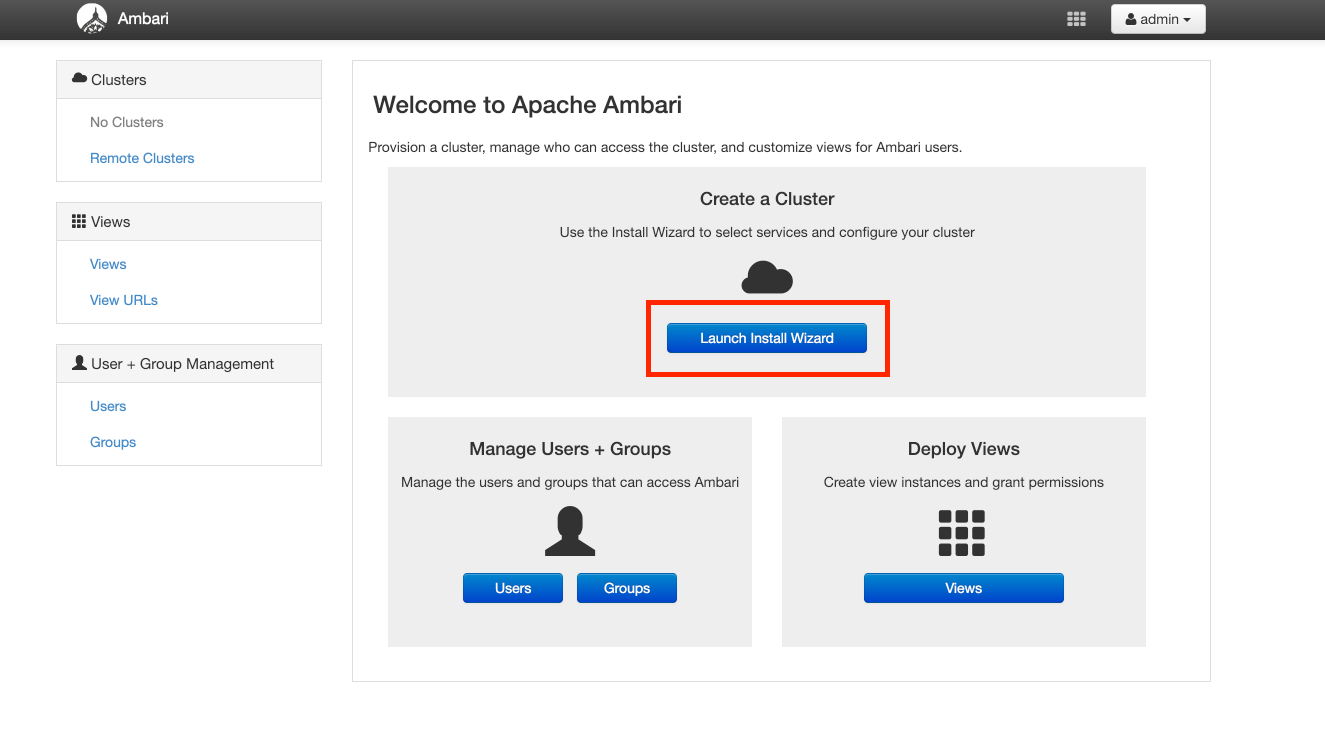 Ambari
admin
Clusters
No Clusters
Remote Clusters
Views
Views
View URLs
User + Group Management
Users
Groups
Welcome to Apache Ambari
Provision a cluster, manage who can access the cluster, and customize views for Ambari users.
Create a Cluster
Use the Install Wizard to select services and configure your cluster
Launch Install Wizard
Manage Users + Groups
Manage the users and groups that can access Ambari
Users
Groups
Deploy Views
Create view instances and grant permissions
Views